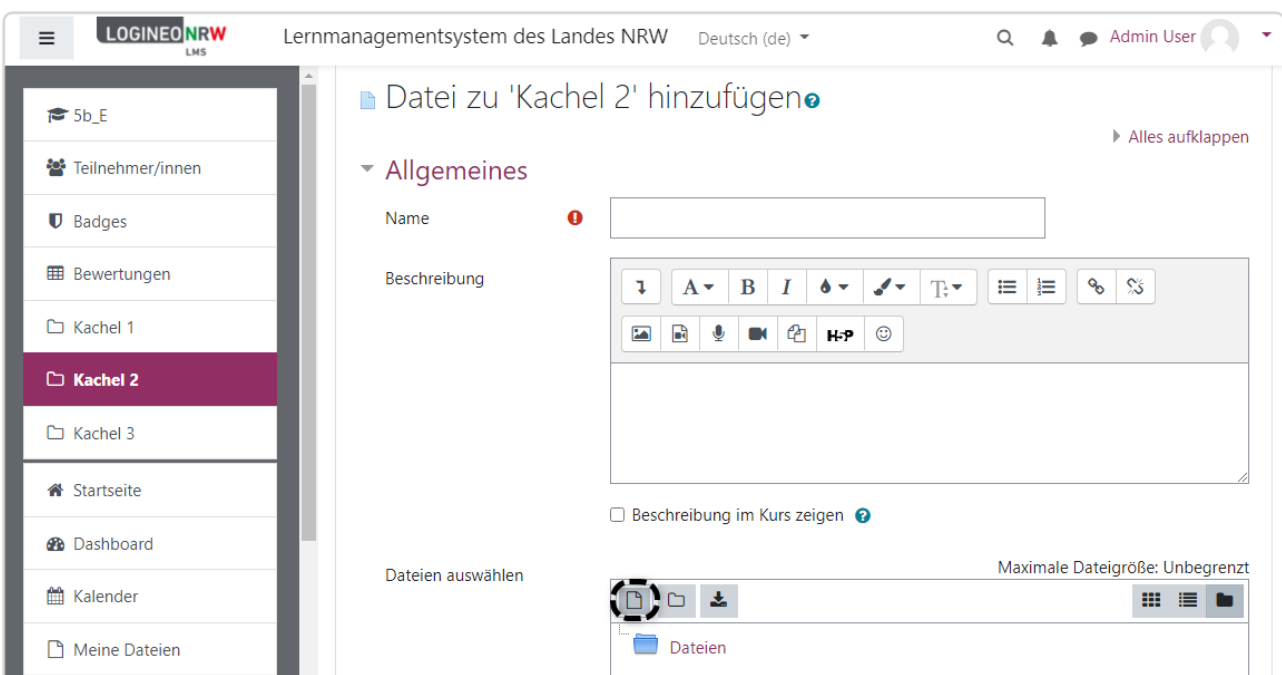 LOGINEO NRW
LMS
Lernmanagementsystem des Landes NRW
Deutsch (de)
Admin User
5b_E
Teilnehmer/innen
Badges
Bewertungen
Kachel 1
Kachel 2
Kachel 3
Startseite
Dashboard
Kalender
Meine Dateien
Datei zu 'Kachel 2' hinzufügen
Alles aufklappen
Allgemeines
Name
Beschreibung
A B I T
H5P
Beschreibung im Kurs zeigen
Dateien auswählen
Maximale Dateigröße: Unbegrenzt
Dateien